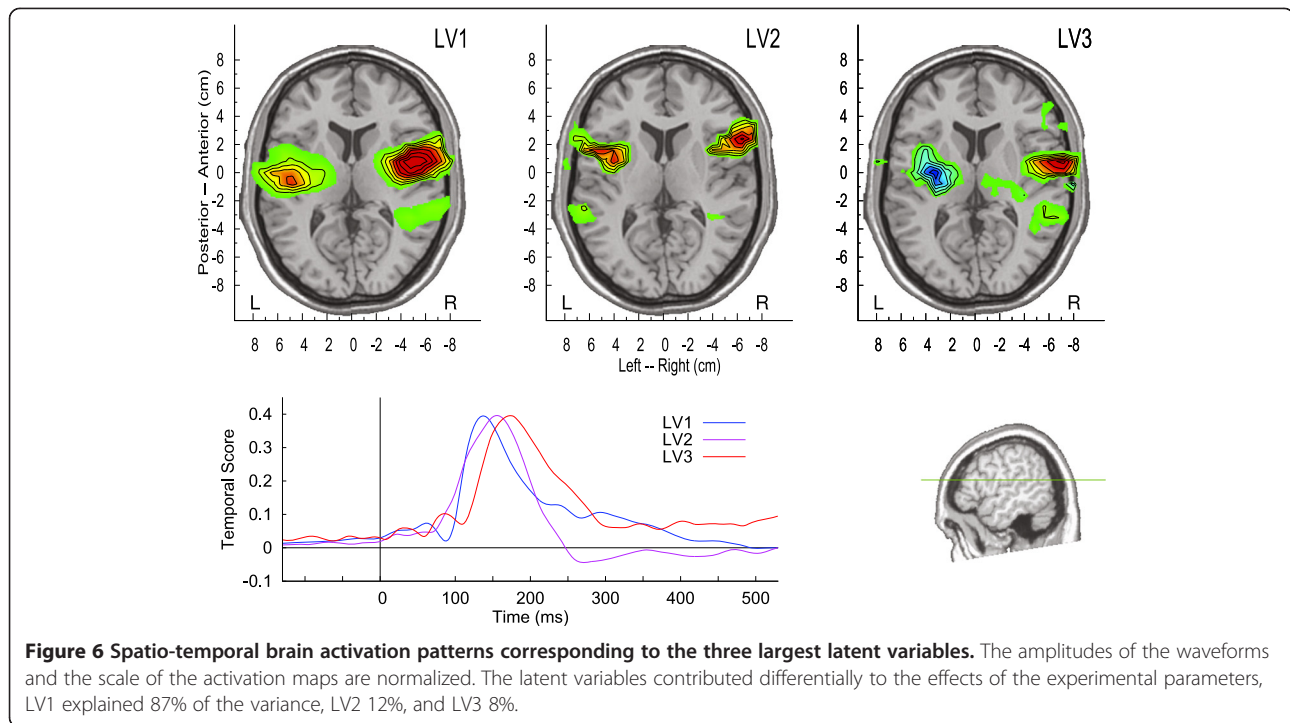 LV1
LV2
LV3
Posterior -- Anterior (cm)
8
6
4
2
0
-2
-4
-6
-8
L
R
8 6 4 2 0 -2 -4 -6 -8
8
6
4
2
0
-2
-4
-6
-8
L
R
8 6 4 2 0 -2 -4 -6 -8
8
6
4
2
0
-2
-4
-6
-8
L
R
8 6 4 2 0 -2 -4 -6 -8
Left -- Right (cm)
Temporal Score
0.4
0.3
0.2
0.1
0
-0.1
LV1
LV2
LV3
0 100 200 300 400 500
Time (ms)
Figure 6 Spatio-temporal brain activation patterns corresponding to the three largest latent variables. The amplitudes of the waveforms
and the scale of the activation maps are normalized. The latent variables contributed differentially to the effects of the experimental parameters,
LV1 explained 87% of the variance, LV2 12%, and LV3 8%.